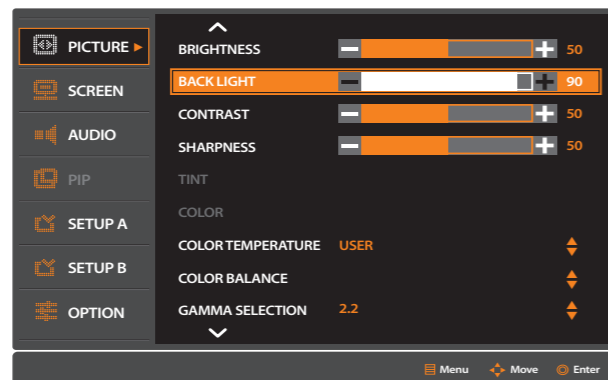 PICTURE
SCREEN
AUDIO
PIP
SETUP A
SETUP B
OPTION
BRIGHTNESS 50
BACK LIGHT 90
CONTRAST 50
SHARPNESS 50
TINT
COLOR
COLOR TEMPERATURE USER
COLOR BALANCE
GAMMA SELECTION 2.2
Menu Move Enter